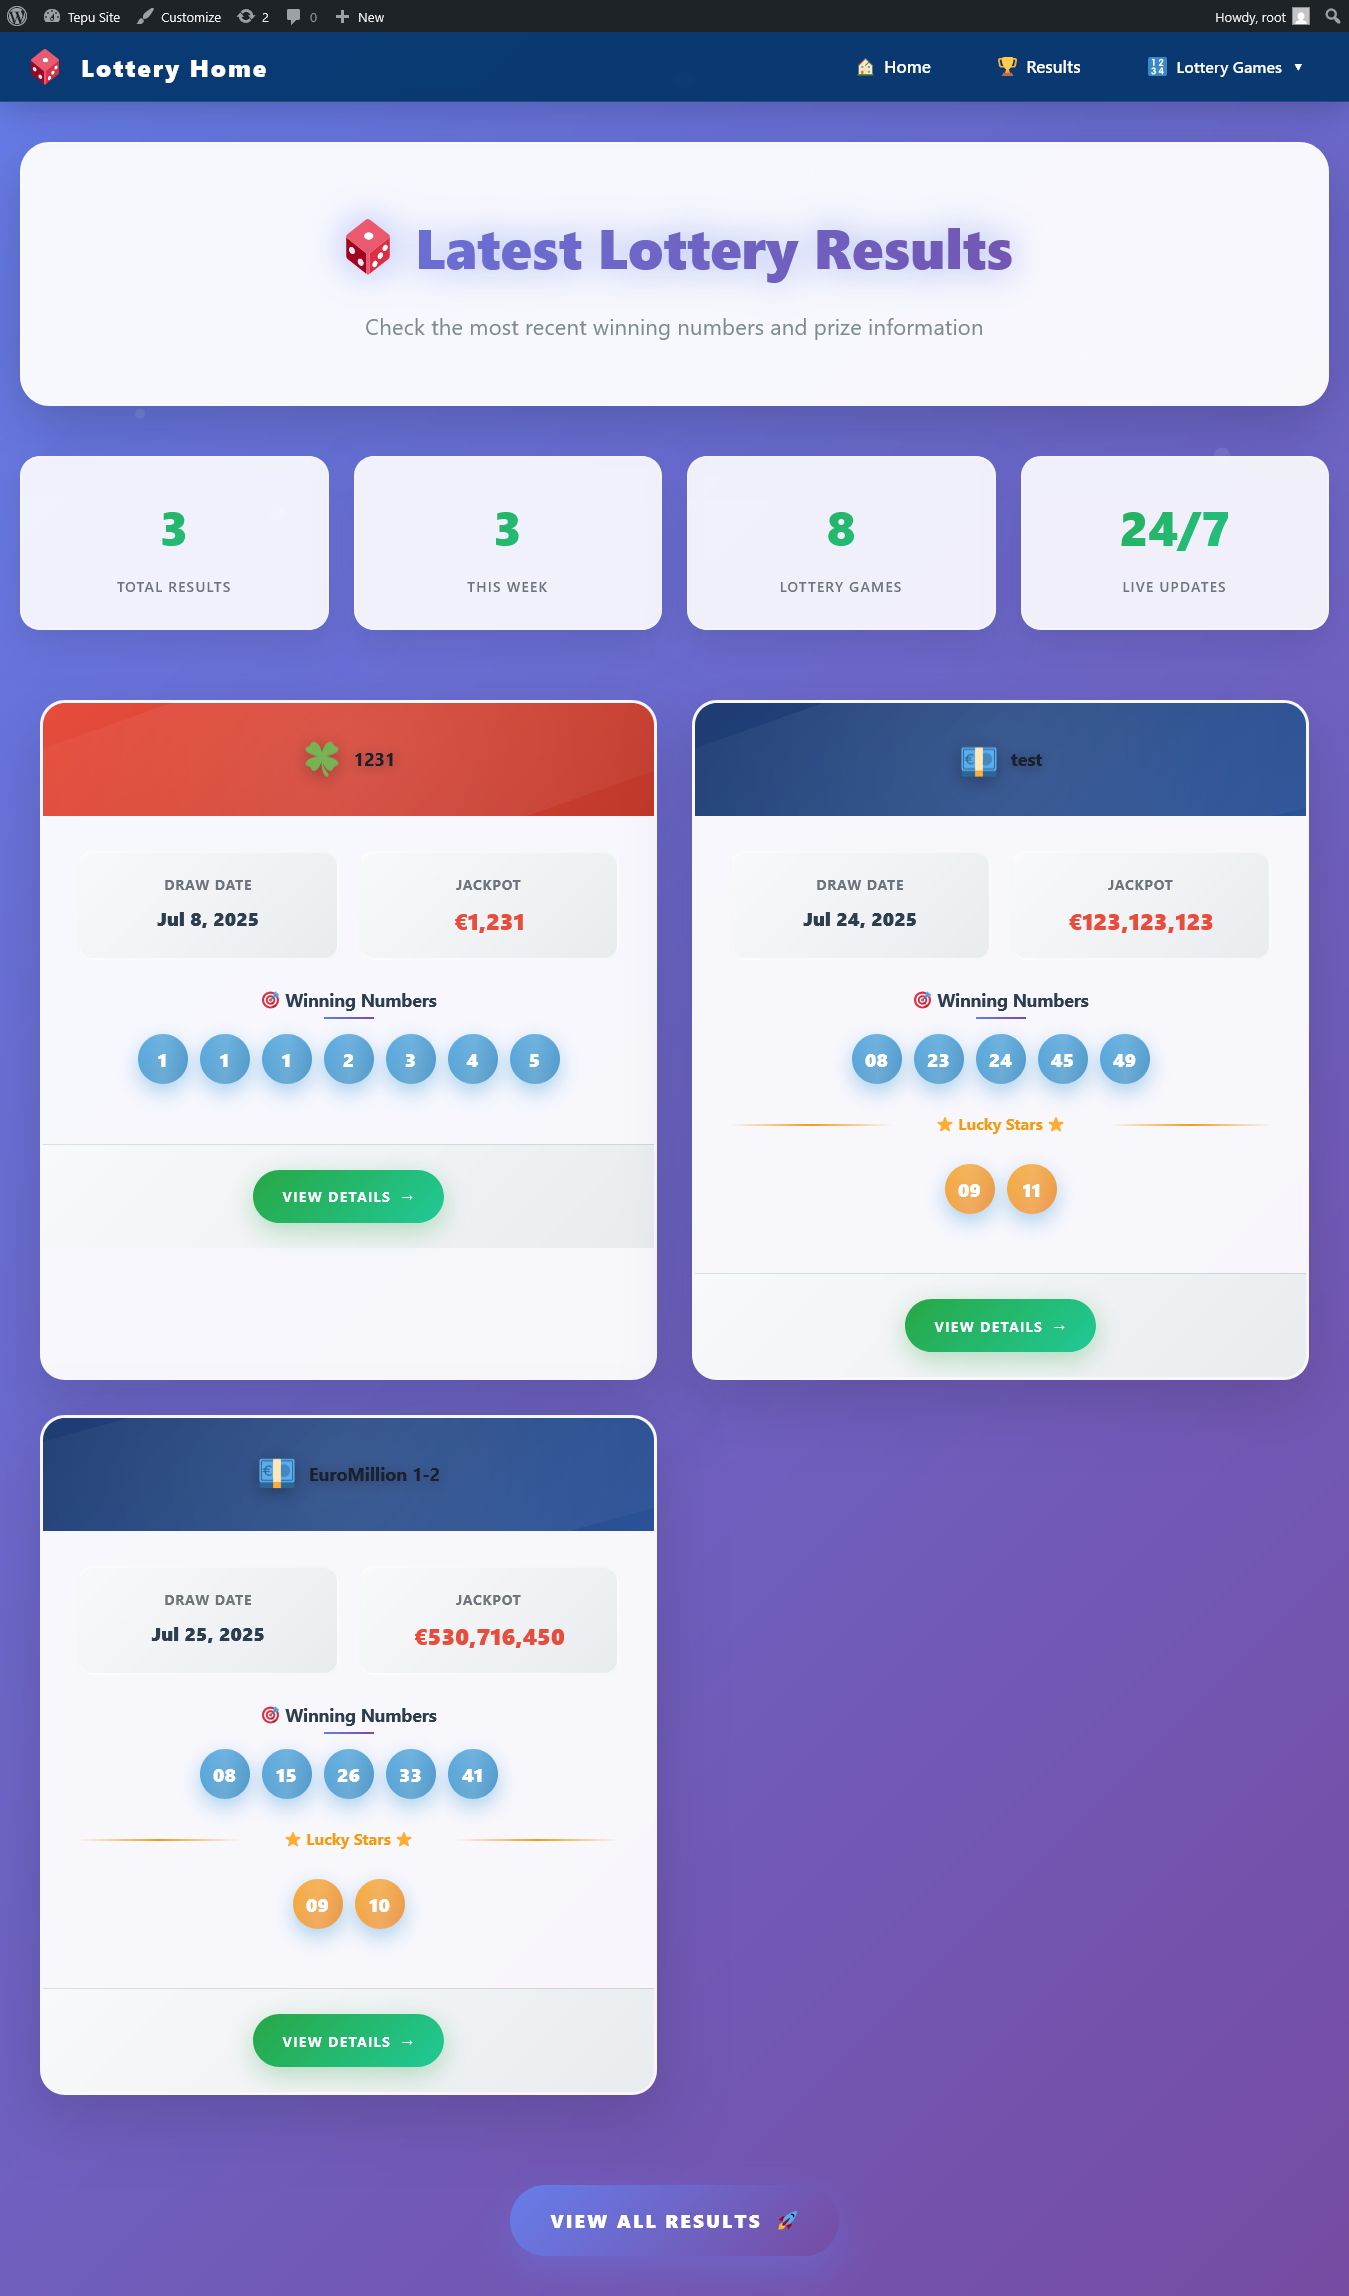 Tepu Site Customize 2 0 New Howdy, root
Lottery Home Home Results Lottery Games ▼
Latest Lottery Results
Check the most recent winning numbers and prize information
3 3 8 24/7
TOTAL RESULTS THIS WEEK LOTTERY GAMES LIVE UPDATES
1231
DRAW DATE JACKPOT
Jul 8, 2025 €1,231
Winning Numbers
1 1 1 2 3 4 5
VIEW DETAILS →
test
DRAW DATE JACKPOT
Jul 24, 2025 €123,123,123
Winning Numbers
08 23 24 45 49
Lucky Stars
09 11
VIEW DETAILS →
EuroMillion 1-2
DRAW DATE JACKPOT
Jul 25, 2025 €530,716,450
Winning Numbers
08 15 26 33 41
Lucky Stars
09 10
VIEW DETAILS →
VIEW ALL RESULTS